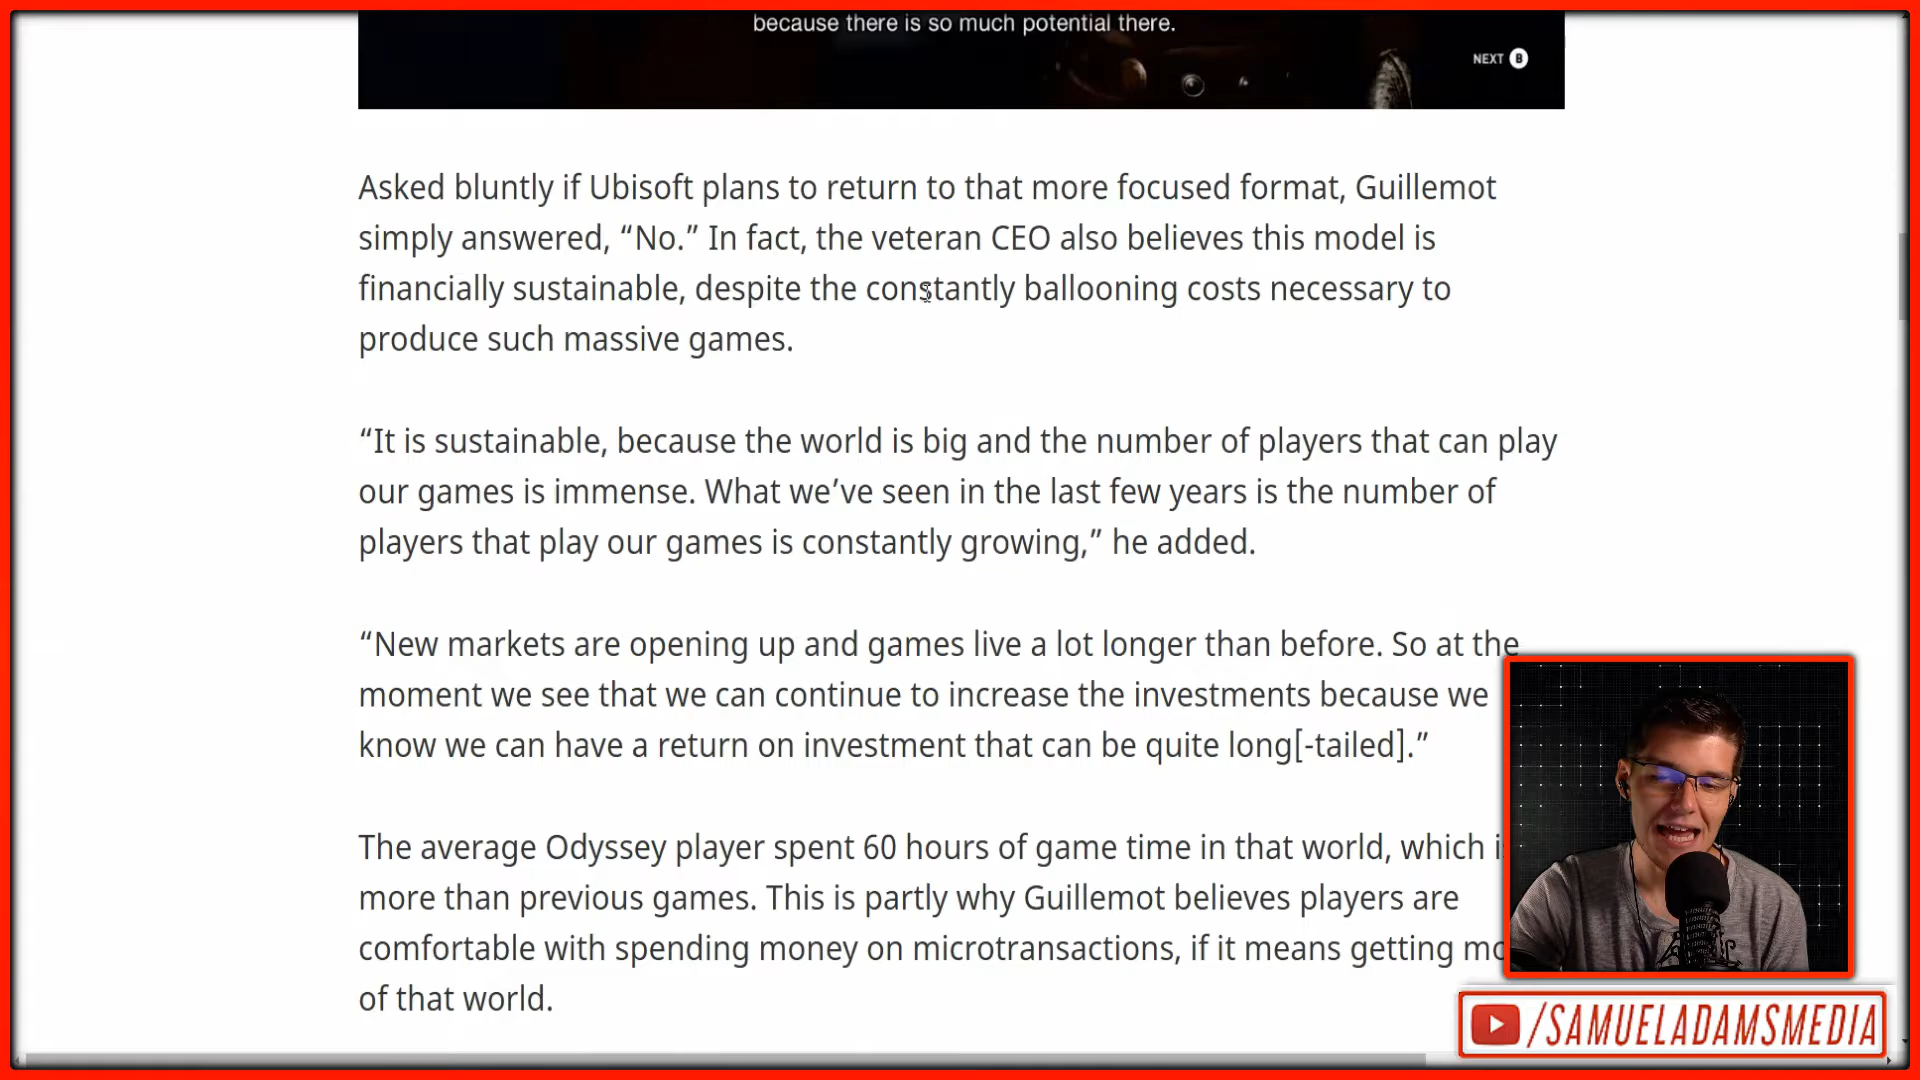 because there is so much potential there.
NEXT B
Asked bluntly if Ubisoft plans to return to that more focused format, Guillemot
simply answered, “No.” In fact, the veteran CEO also believes this model is
financially sustainable, despite the constantly ballooning costs necessary to
produce such massive games.
“It is sustainable, because the world is big and the number of players that can play
our games is immense. What we’ve seen in the last few years is the number of
players that play our games is constantly growing,” he added.
“New markets are opening up and games live a lot longer than before. So at the
moment we see that we can continue to increase the investments because we
know we can have a return on investment that can be quite long[-tailed].”
The average Odyssey player spent 60 hours of game time in that world, which
more than previous games. This is partly why Guillemot believes players are
comfortable with spending money on microtransactions, if it means getting
of that world.
/SAMUELADAMSMEDIA